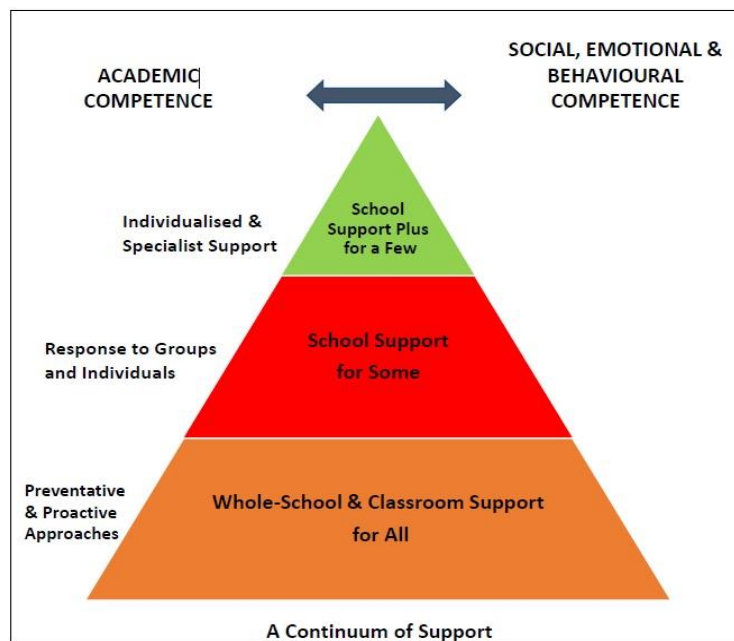 ACADEMIC
COMPETENCE
SOCIAL, EMOTIONAL &
BEHAVIOURAL
COMPETENCE
Individualised &
Specialist Support
School
Support Plus
for a Few
Response to Groups
and Individuals
School Support
for Some
Preventative
& Proactive
Approaches
Whole-School & Classroom Support
for All
A Continuum of Support